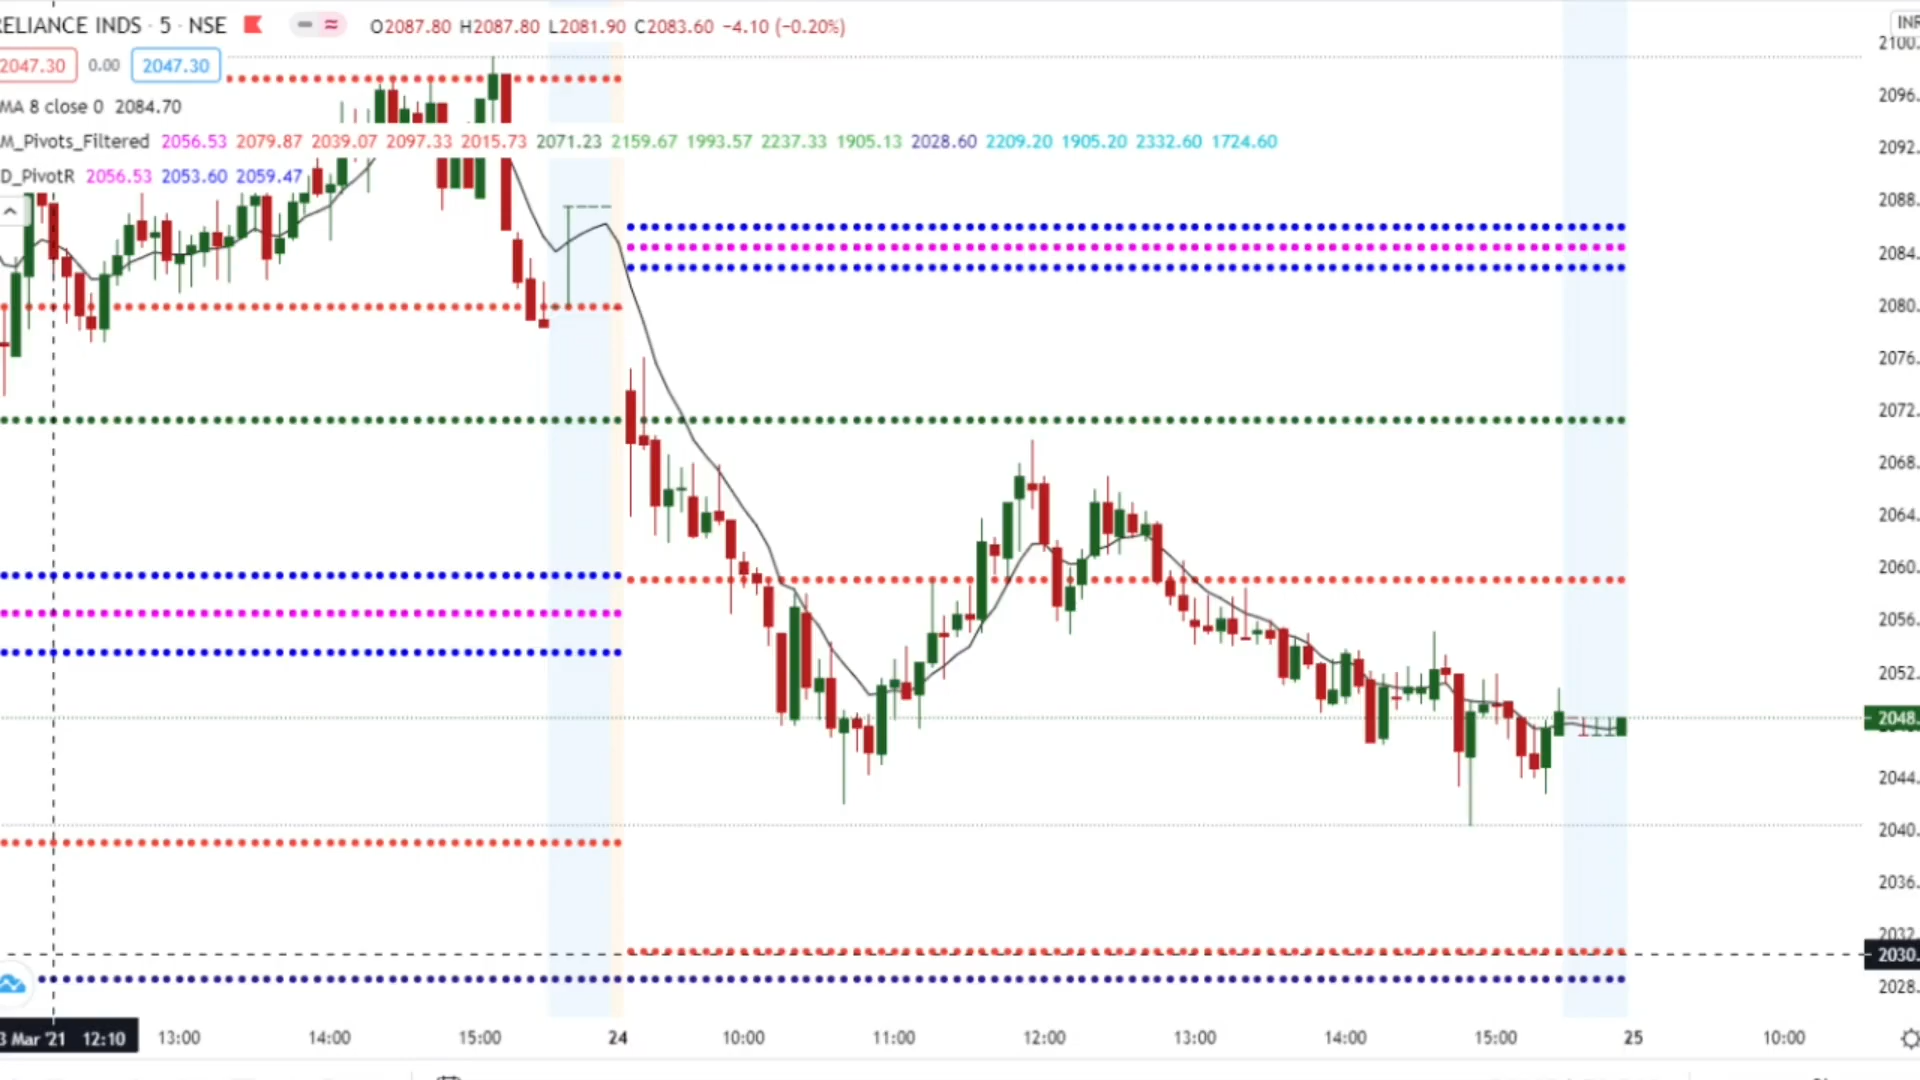 ELIANCE INDS · 5 · NSE O2087.80 H2087.80 L2081.90 C2083.60 −4.10 (−0.20%)
2047.30 0.00 2047.30
MA 8 close 0 2084.70
M_Pivots_Filtered 2056.53 2079.87 2039.07 2097.33 2015.73 2071.23 2159.67 1993.57 2237.33 1905.13 2028.60 2209.20 1905.20 2332.60 1724.60
D_PivotR 2056.53 2053.60 2059.47
INR
2100.
2096.
2092.
2088.
2084.
2080.
2076.
2072.
2068.
2064.
2060.
2056.
2052.
2048.
2044.
2040.
2036.
2032.
2030.
2028.
3 Mar '21 12:10 13:00 14:00 15:00 24 10:00 11:00 12:00 13:00 14:00 15:00 25 10:00